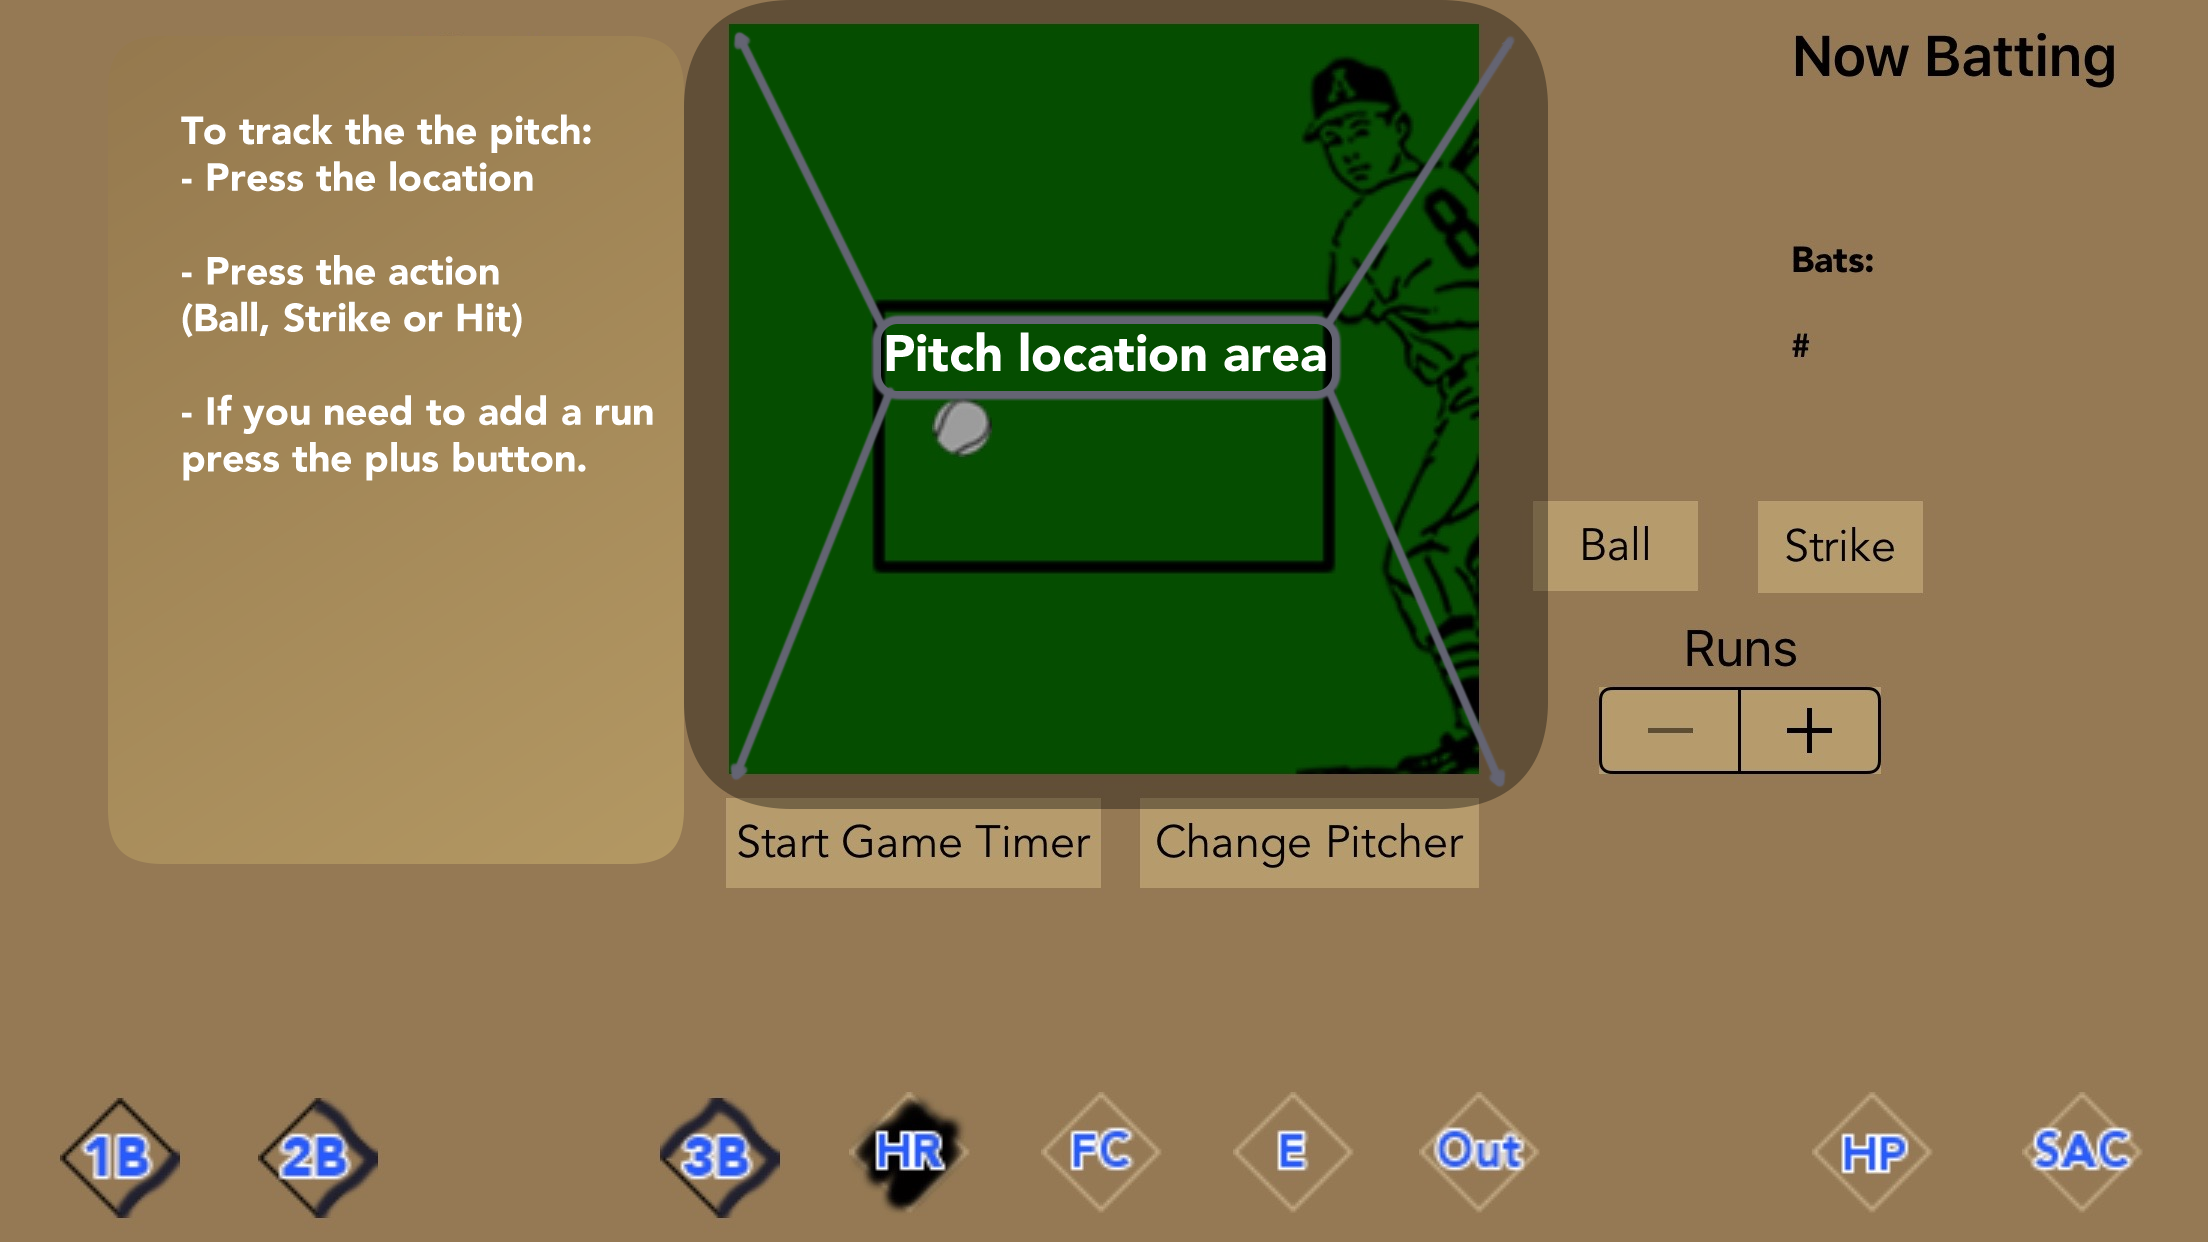 To track the the pitch:
- Press the location
- Press the action
(Ball, Strike or Hit)
- If you need to add a run
press the plus button.
A
8
Pitch location area
Now Batting
Bats:
#
Ball
Strike
Runs
− +
Start Game Timer
Change Pitcher
1B
2B
3B
HR
FC
E
Out
HP
SAC